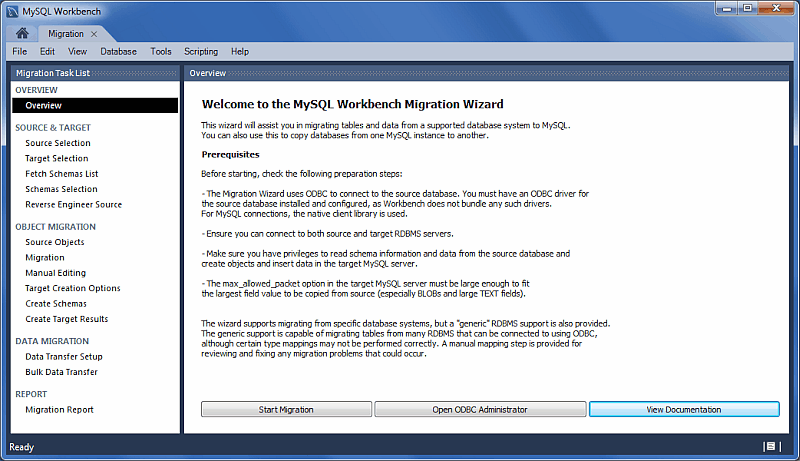 MySQL Workbench
Migration
File Edit View Database Tools Scripting Help
Migration Task List
OVERVIEW
Overview
SOURCE & TARGET
Source Selection
Target Selection
Fetch Schemas List
Schemas Selection
Reverse Engineer Source
OBJECT MIGRATION
Source Objects
Migration
Manual Editing
Target Creation Options
Create Schemas
Create Target Results
DATA MIGRATION
Data Transfer Setup
Bulk Data Transfer
REPORT
Migration Report
Overview
Welcome to the MySQL Workbench Migration Wizard
This wizard will assist you in migrating tables and data from a supported database system to MySQL.
You can also use this to copy databases from one MySQL instance to another.
Prerequisites
Before starting, check the following preparation steps:
- The Migration Wizard uses ODBC to connect to the source database. You must have an ODBC driver for
the source database installed and configured, as Workbench does not bundle any such drivers.
For MySQL connections, the native client library is used.
- Ensure you can connect to both source and target RDBMS servers.
- Make sure you have privileges to read schema information and data from the source database and
create objects and insert data in the target MySQL server.
- The max_allowed_packet option in the target MySQL server must be large enough to fit
the largest field value to be copied from source (especially BLOBs and large TEXT fields).
The wizard supports migrating from specific database systems, but a "generic" RDBMS support is also provided.
The generic support is capable of migrating tables from many RDBMS that can be connected to using ODBC,
although certain type mappings may not be performed correctly. A manual mapping step is provided for
reviewing and fixing any migration problems that could occur.
Start Migration Open ODBC Administrator View Documentation
Ready